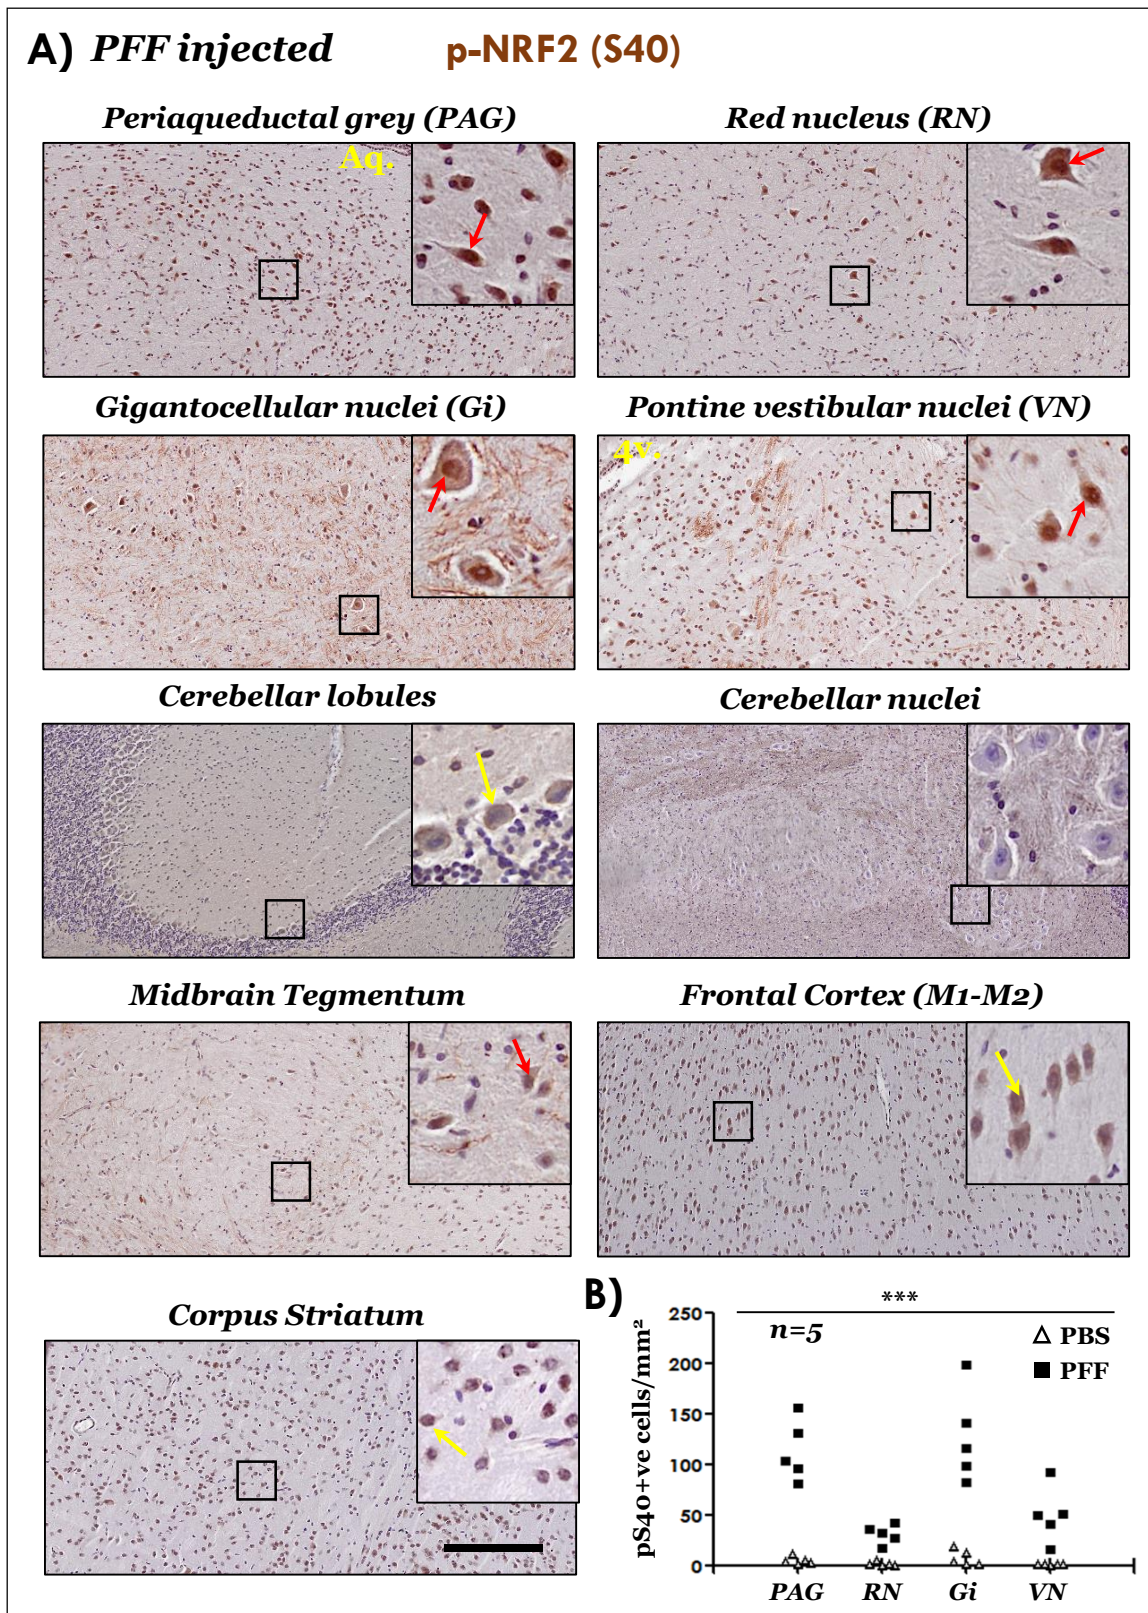 A) PFF injected p-NRF2 (S40)
Periaqueductal grey (PAG) Red nucleus (RN)
Aq.
Gigantocellular nuclei (Gi) Pontine vestibular nuclei (VN)
4v.
Cerebellar lobules Cerebellar nuclei
Midbrain Tegmentum Frontal Cortex (M1-M2)
Corpus Striatum
B)
***
n=5
△ PBS
■ PFF
pS40+ve cells/mm²
250
200
150
100
50
0
PAG RN Gi VN